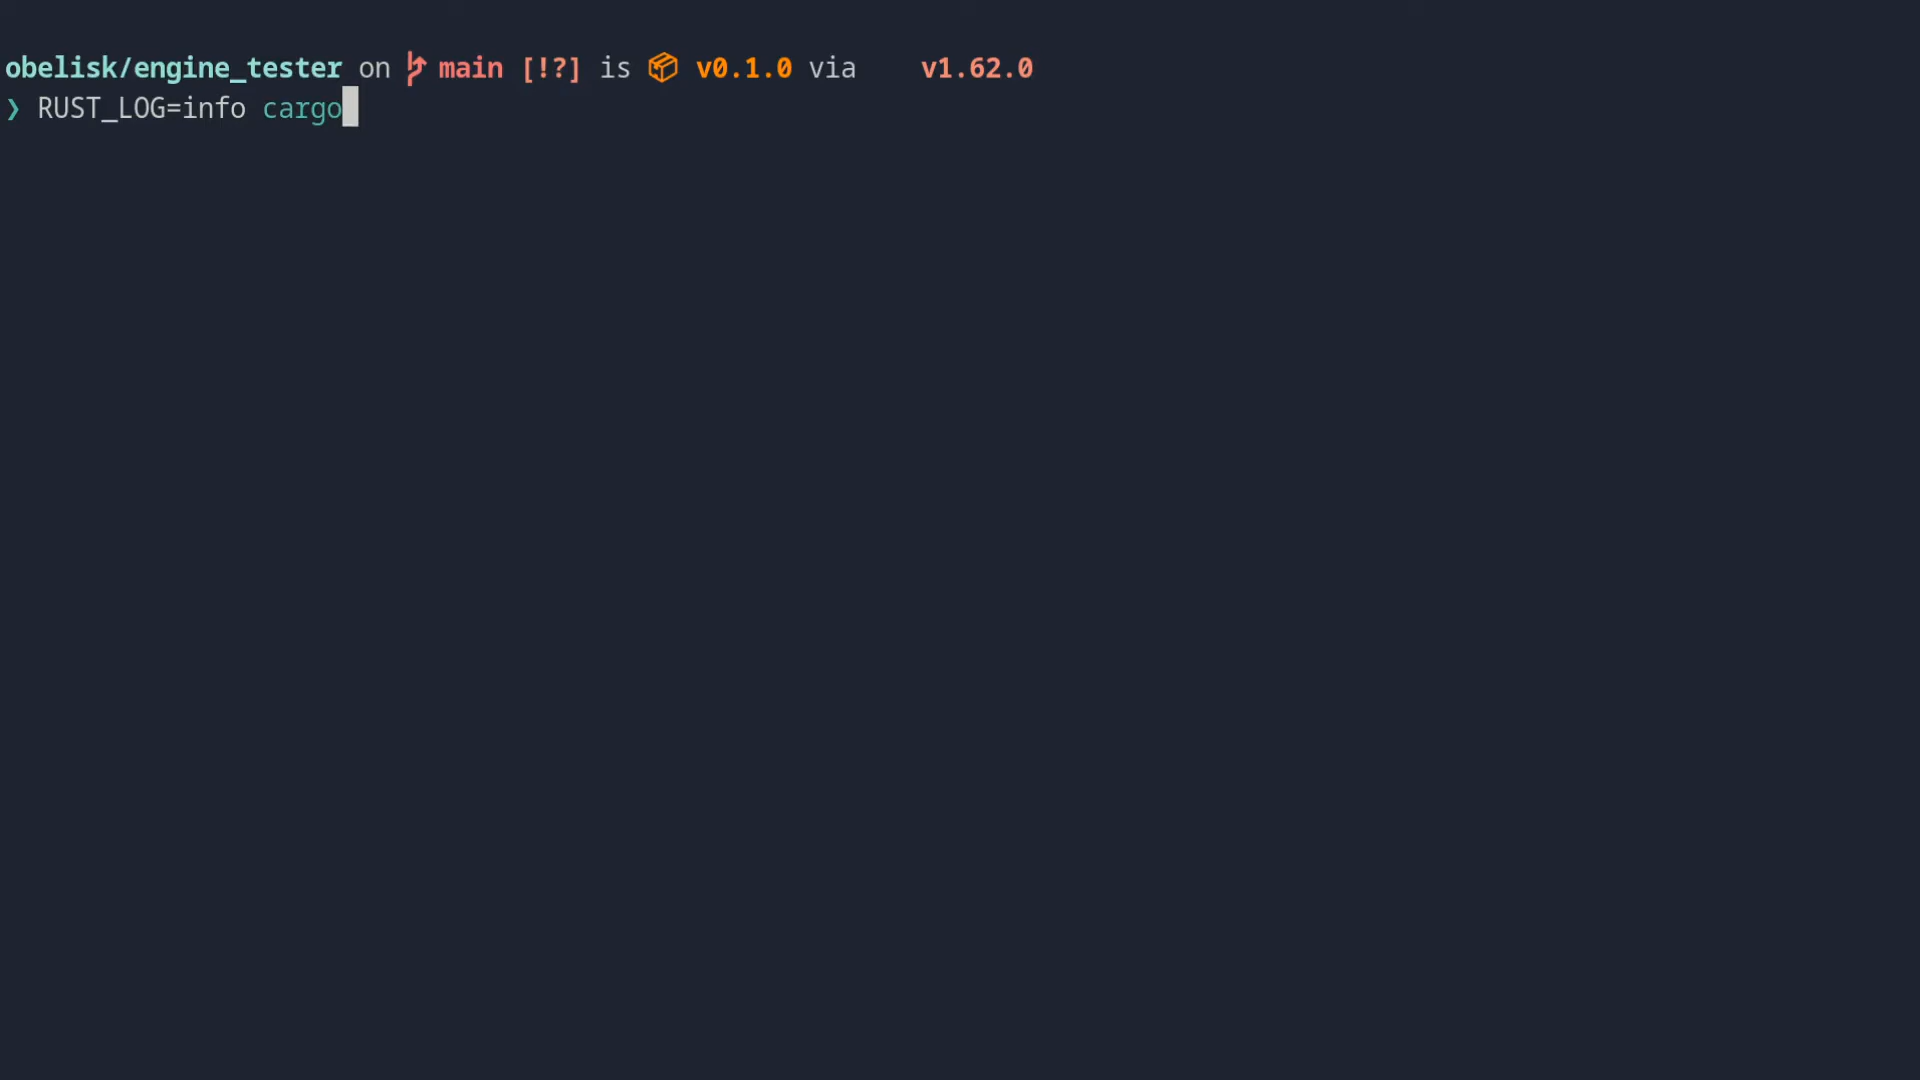 obelisk/engine_tester on main [!?] is 📦 v0.1.0 via v1.62.0
❯ RUST_LOG=info cargo